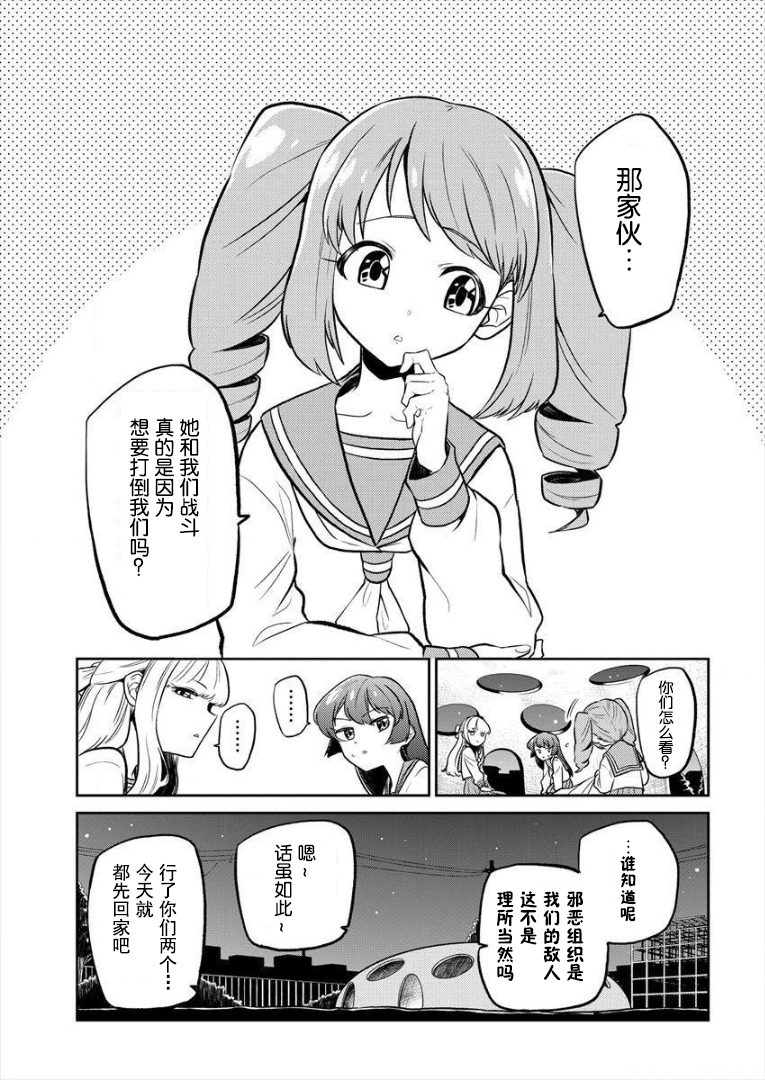 那家伙…
她和我们战斗
真的是因为
想要打倒我们吗？
你们怎么看？
……
……
…谁知道呢
邪恶组织是
我们的敌人
这不是
理所当然吗
嗯~
话虽如此~
行了你们两个…
今天就
都先回家吧